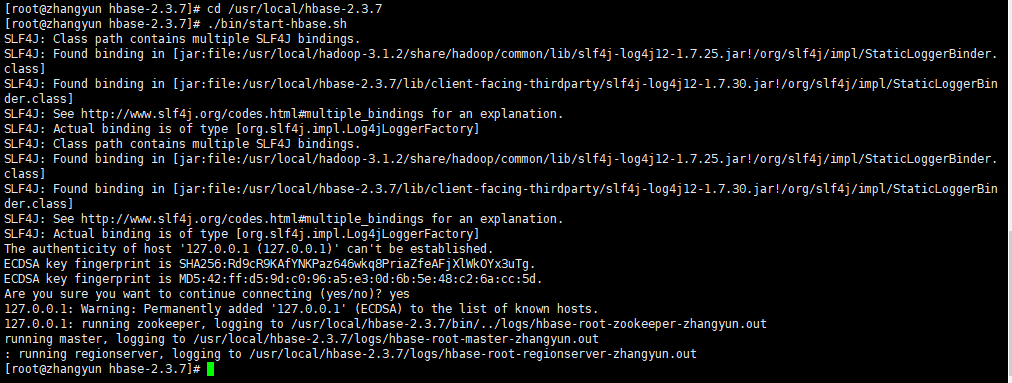 [root@zhangyun hbase-2.3.7]# cd /usr/local/hbase-2.3.7
[root@zhangyun hbase-2.3.7]# ./bin/start-hbase.sh
SLF4J: Class path contains multiple SLF4J bindings.
SLF4J: Found binding in [jar:file:/usr/local/hadoop-3.1.2/share/hadoop/common/lib/slf4j-log4j12-1.7.25.jar!/org/slf4j/impl/StaticLoggerBinder.
class]
SLF4J: Found binding in [jar:file:/usr/local/hbase-2.3.7/lib/client-facing-thirdparty/slf4j-log4j12-1.7.30.jar!/org/slf4j/impl/StaticLoggerBin
der.class]
SLF4J: See http://www.slf4j.org/codes.html#multiple_bindings for an explanation.
SLF4J: Actual binding is of type [org.slf4j.impl.Log4jLoggerFactory]
SLF4J: Class path contains multiple SLF4J bindings.
SLF4J: Found binding in [jar:file:/usr/local/hadoop-3.1.2/share/hadoop/common/lib/slf4j-log4j12-1.7.25.jar!/org/slf4j/impl/StaticLoggerBinder.
class]
SLF4J: Found binding in [jar:file:/usr/local/hbase-2.3.7/lib/client-facing-thirdparty/slf4j-log4j12-1.7.30.jar!/org/slf4j/impl/StaticLoggerBin
der.class]
SLF4J: See http://www.slf4j.org/codes.html#multiple_bindings for an explanation.
SLF4J: Actual binding is of type [org.slf4j.impl.Log4jLoggerFactory]
The authenticity of host '127.0.0.1 (127.0.0.1)' can't be established.
ECDSA key fingerprint is SHA256:Rd9cR9KAfYNKPaz646wkq8PriaZfeAFjXlWkOYx3uTg.
ECDSA key fingerprint is MD5:42:ff:d5:9d:c0:96:a5:e3:0d:6b:5e:48:c2:6a:cc:5d.
Are you sure you want to continue connecting (yes/no)? yes
127.0.0.1: Warning: Permanently added '127.0.0.1' (ECDSA) to the list of known hosts.
127.0.0.1: running zookeeper, logging to /usr/local/hbase-2.3.7/bin/../logs/hbase-root-zookeeper-zhangyun.out
running master, logging to /usr/local/hbase-2.3.7/logs/hbase-root-master-zhangyun.out
: running regionserver, logging to /usr/local/hbase-2.3.7/logs/hbase-root-regionserver-zhangyun.out
[root@zhangyun hbase-2.3.7]#